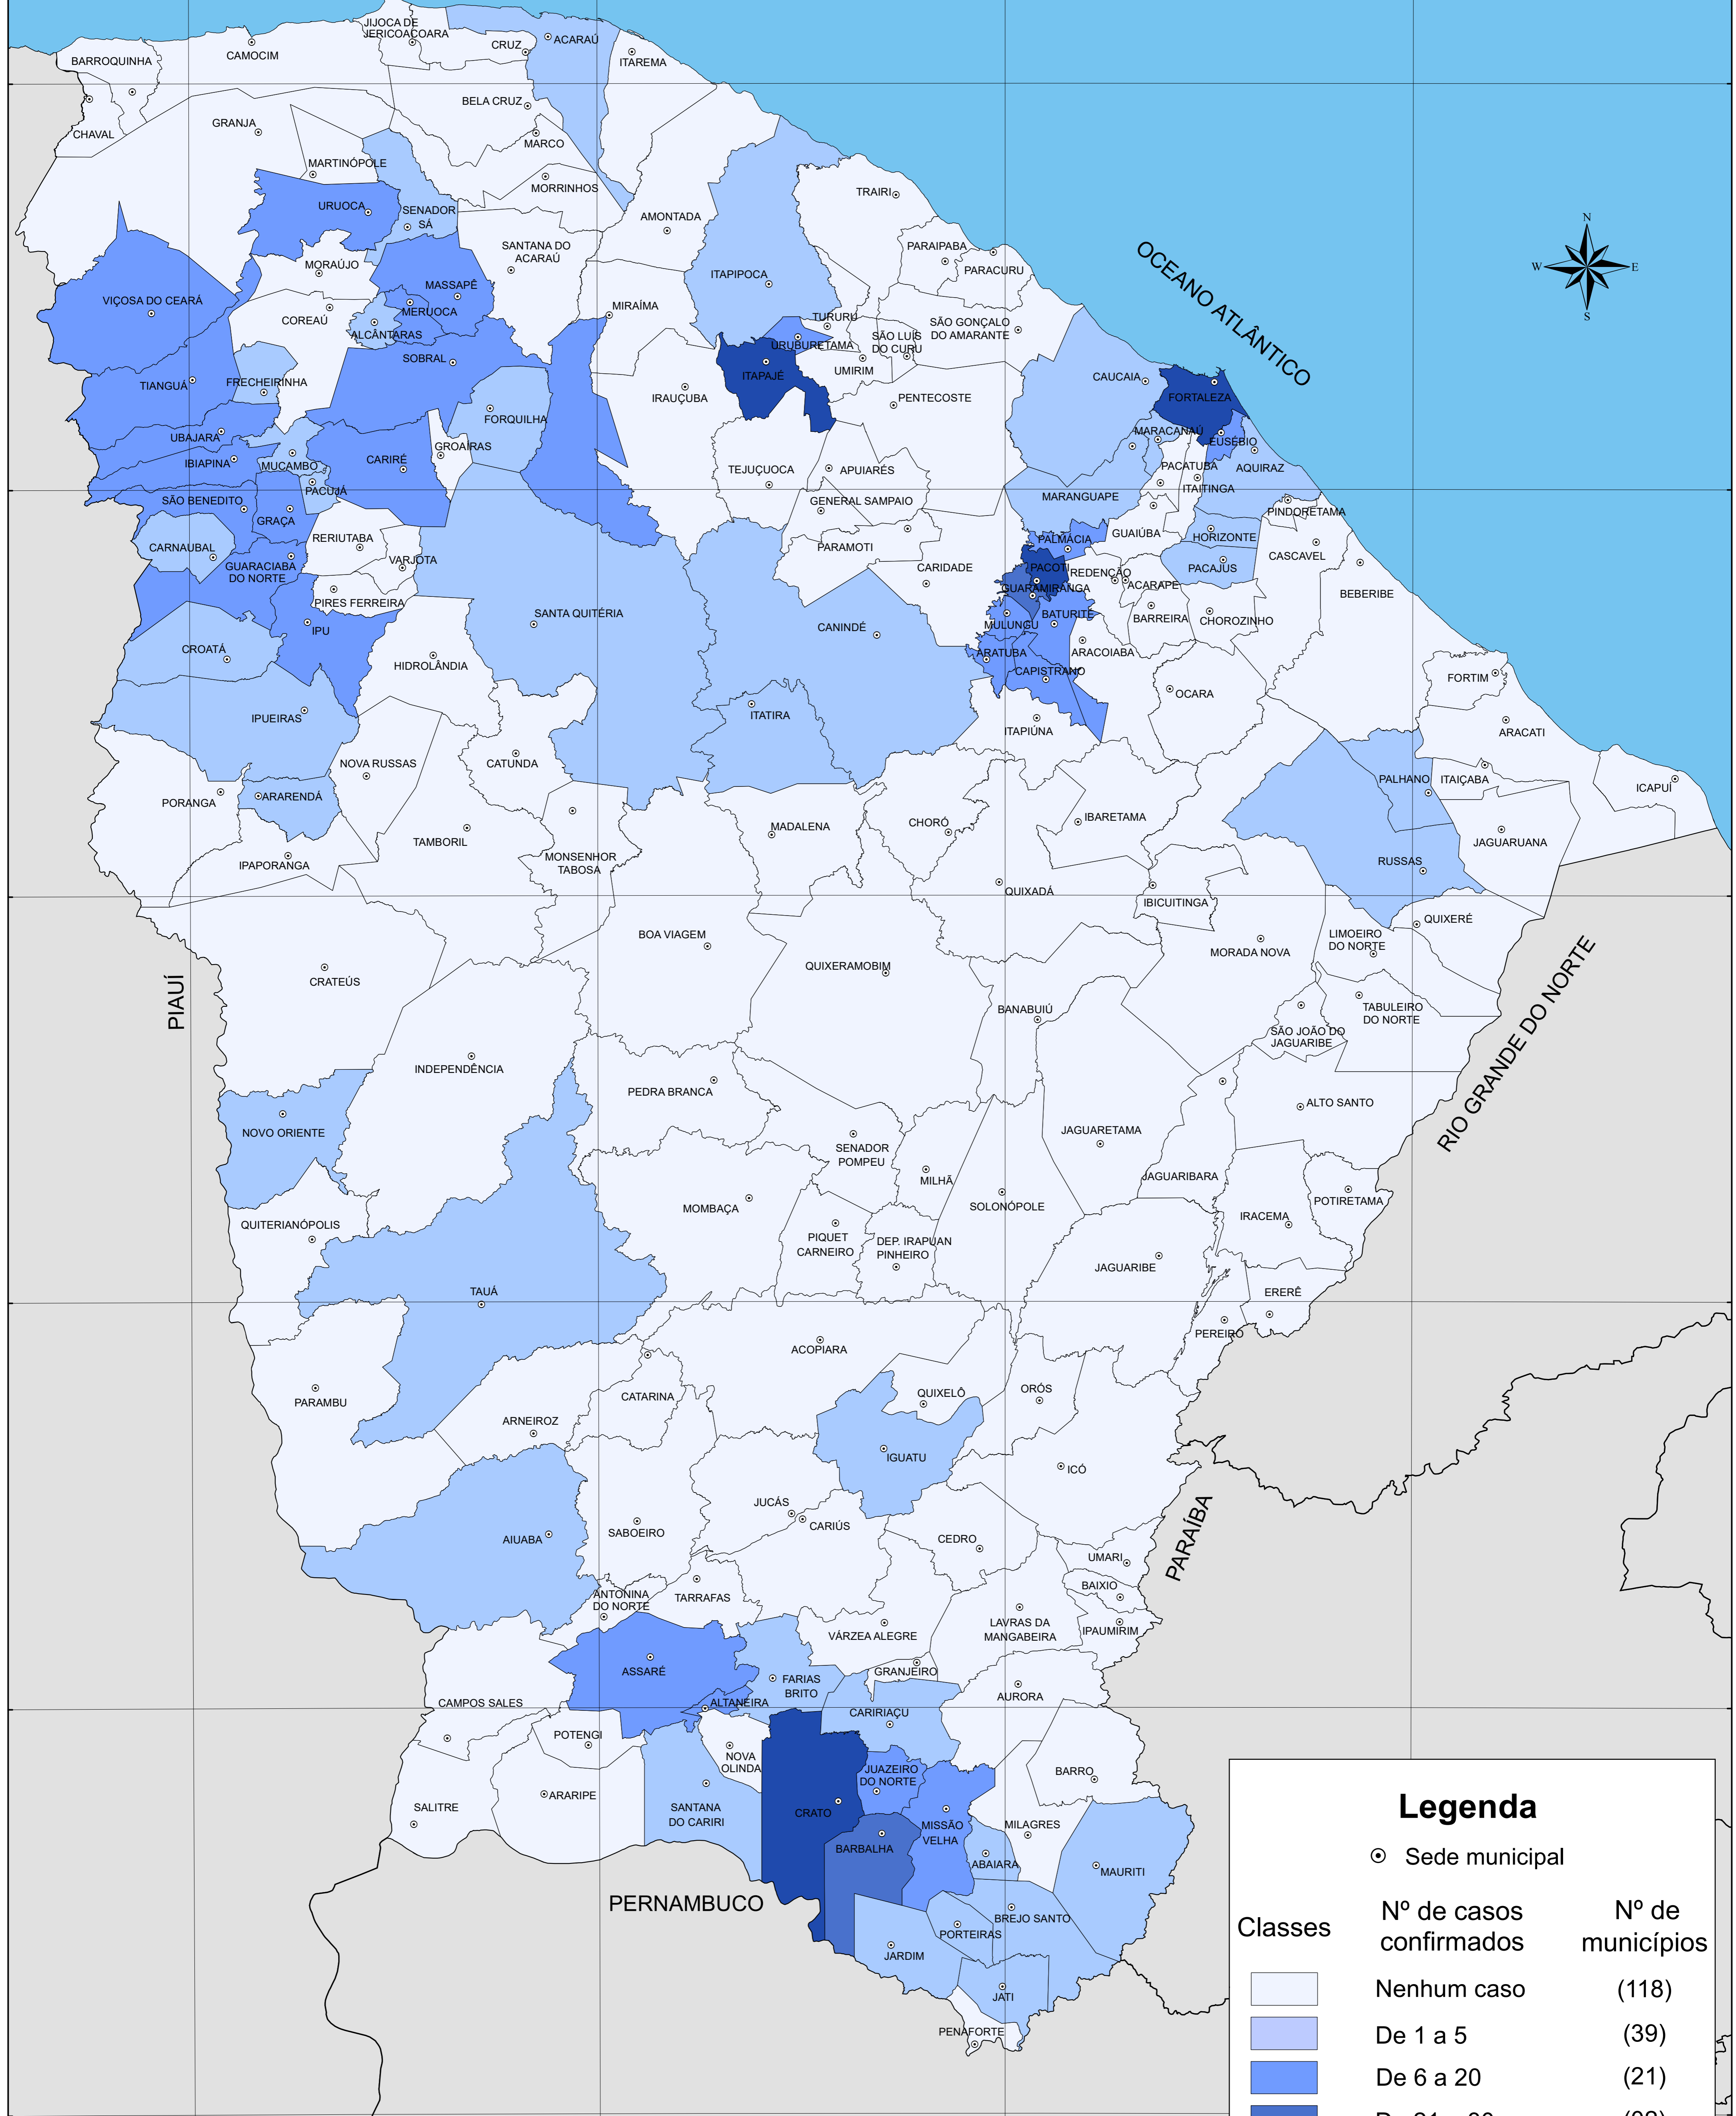 JIJOCA DE
JERICOACOARA
CRUZ
ACARAÚ
ITAREMA
BARROQUINHA
CAMOCIM
CHAVAL
GRANJA
BELA CRUZ
MARCO
MARTINÓPOLE
MORRINHOS
URUOCA
SENADOR
SÁ
AMONTADA
TRAIRI
SANTANA DO
ACARAÚ
PARAIPABA
PARACURU
N
W
E
S
OCEANO ATLÂNTICO
MORAÚJO
ITAPIPOCA
MASSAPÊ
VIÇOSA DO CEARÁ
MIRAÍMA
MERUOCA
COREAÚ
ALCÂNTARAS
TURURU
URUBURETAMA
SÃO LUÍS
DO CURU
SÃO GONÇALO
DO AMARANTE
SOBRAL
UMIRIM
ITAPAJÉ
CAUCAIA
TIANGUÁ
FRECHEIRINHA
IRAUÇUBA
PENTECOSTE
FORTALEZA
FORQUILHA
UBAJARA
MARACANAÚ
EUSÉBIO
GROAÍRAS
IBIAPINA
MUCAMBO
CARIRÉ
TEJUÇUOCA
APUIARÉS
PACATUBA
AQUIRAZ
PACUJÁ
ITAITINGA
SÃO BENEDITO
GENERAL SAMPAIO
MARANGUAPE
PINDORETAMA
GRAÇA
GUAIÚBA
HORIZONTE
RERIUTABA
CARNAUBAL
PARAMOTI
PALMÁCIA
CASCAVEL
VARJOTA
GUARACIABA
DO NORTE
CARIDADE
PACOTI
REDENÇÃO
PACAJUS
ACARAPE
GUARAMIRANGA
BEBERIBE
PIRES FERREIRA
SANTA QUITÉRIA
CANINDÉ
BATURITÉ
BARREIRA
CHOROZINHO
MULUNGU
IPU
CROATÁ
HIDROLÂNDIA
ARATUBA
ARACOIABA
CAPISTRANO
FORTIM
OCARA
IPUEIRAS
ITATIRA
ITAPIÚNA
ARACATI
NOVA RUSSAS
CATUNDA
PALHANO
ITAIÇABA
ICAPUÍ
PORANGA
ARARENDÁ
MADALENA
CHORÓ
IBARETAMA
TAMBORIL
JAGUARUANA
IPAPORANGA
MONSENHOR
TABOSA
RUSSAS
QUIXADÁ
IBICUITINGA
QUIXERÉ
BOA VIAGEM
LIMOEIRO
DO NORTE
MORADA NOVA
QUIXERAMOBIM
CRATEÚS
PIAUÍ
RIO GRANDE DO NORTE
BANABUIÚ
TABULEIRO
DO NORTE
SÃO JOÃO DO
JAGUARIBE
INDEPENDÊNCIA
PEDRA BRANCA
ALTO SANTO
NOVO ORIENTE
JAGUARETAMA
SENADOR
POMPEU
MILHÃ
JAGUARIBARA
POTIRETAMA
MOMBAÇA
SOLONÓPOLE
IRACEMA
QUITERIANÓPOLIS
PIQUET
CARNEIRO
DEP. IRAPUAN
PINHEIRO
JAGUARIBE
TAUÁ
ERERÊ
PEREIRO
ACOPIARA
PARAMBU
CATARINA
QUIXELÔ
ORÓS
ARNEIROZ
IGUATU
ICÓ
JUCÁS
CARIÚS
PARAÍBA
SABOEIRO
AIUABA
CEDRO
UMARI
BAIXIO
ANTONINA
DO NORTE
TARRAFAS
LAVRAS DA
MANGABEIRA
IPAUMIRIM
VÁRZEA ALEGRE
ASSARÉ
FARIAS
BRITO
GRANJEIRO
AURORA
CAMPOS SALES
ALTANEIRA
CARIRIAÇU
POTENGI
NOVA
OLINDA
JUAZEIRO
DO NORTE
BARRO
ARARIPE
SALITRE
SANTANA
DO CARIRI
CRATO
MISSÃO
VELHA
MILAGRES
BARBALHA
ABAIARA
MAURITI
PERNAMBUCO
BREJO SANTO
PORTEIRAS
JARDIM
JATI
PENAFORTE
Legenda
Sede municipal
Classes
Nº de casos
confirmados
Nº de
municípios
Nenhum caso
(118)
De 1 a 5
(39)
De 6 a 20
(21)